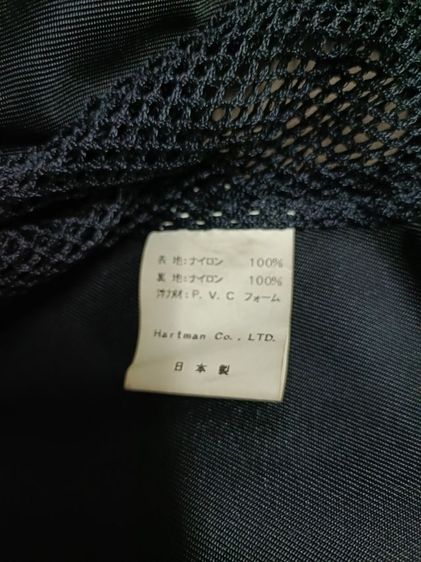 表 地:ナイロン 100%
裏 地:ナイロン 100%
浮力材:P. V. C フォーム
Hartman Co., LTD.
日本製